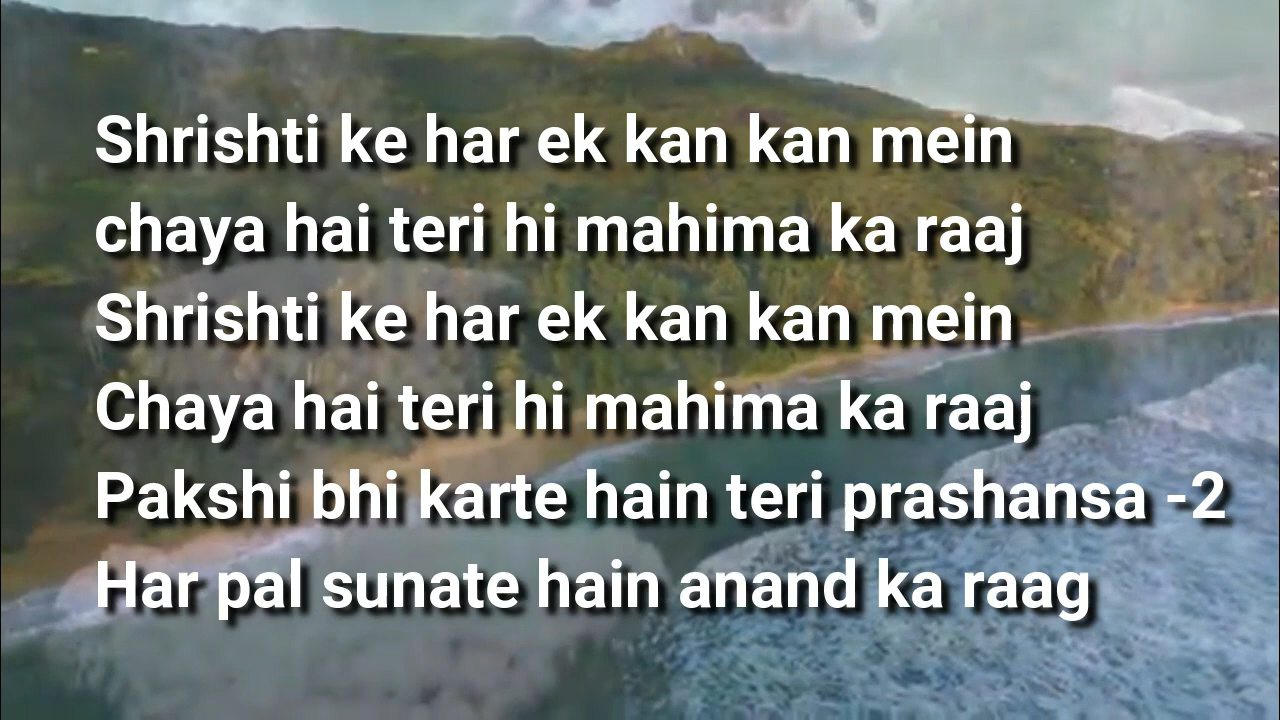 Shrishti ke har ek kan kan mein
chaya hai teri hi mahima ka raaj
Shrishti ke har ek kan kan mein
Chaya hai teri hi mahima ka raaj
Pakshi bhi karte hain teri prashansa -2
Har pal sunate hain anand ka raag